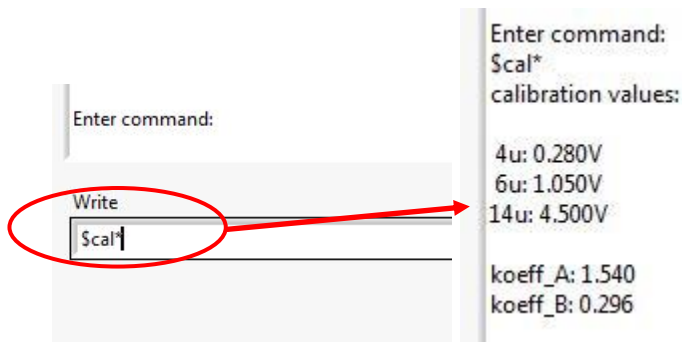 Enter command:
Write
$cal*
Enter command:
$cal*
calibration values:
4u: 0.280V
6u: 1.050V
14u: 4.500V
koeff_A: 1.540
koeff_B: 0.296